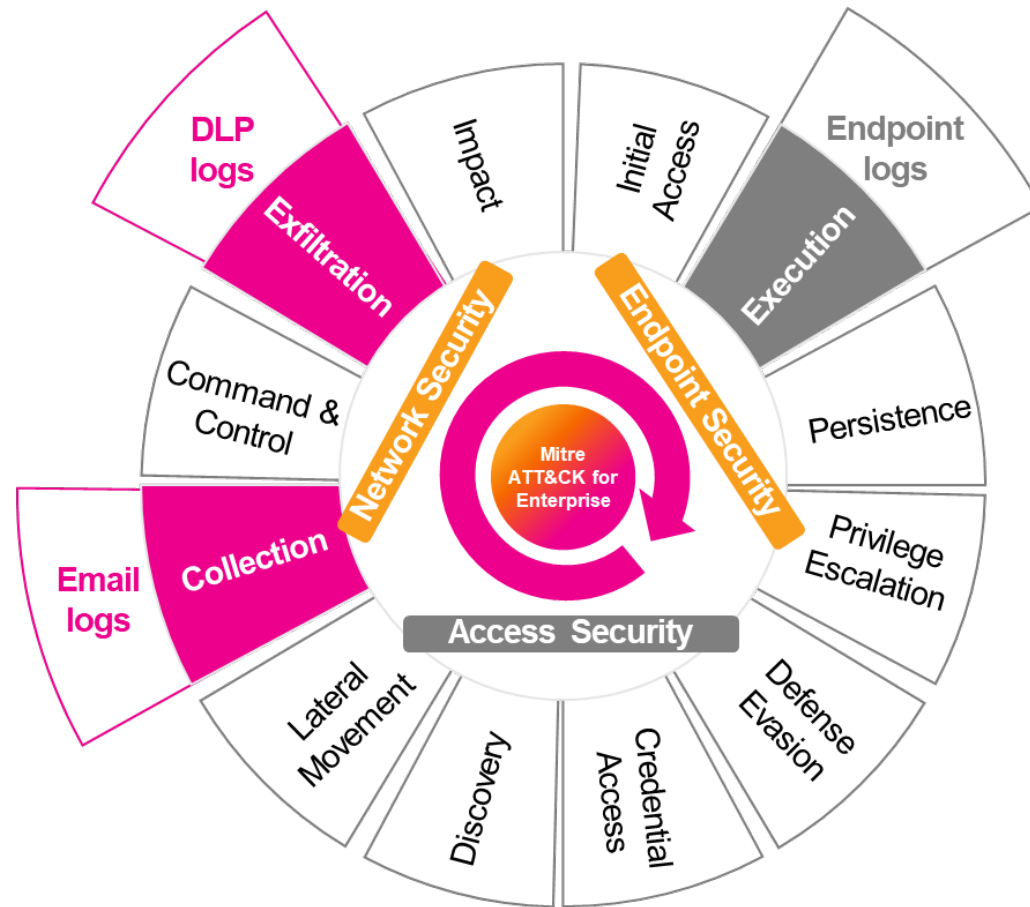 DLP
logs
Exfiltration
Impact
Initial
Access
Endpoint
logs
Execution
Persistence
Privilege
Escalation
Defense
Evasion
Credential
Access
Discovery
Lateral
Movement
Email
logs
Collection
Command &
Control
Network Security
Endpoint Security
Access Security
Mitre
ATT&CK for
Enterprise